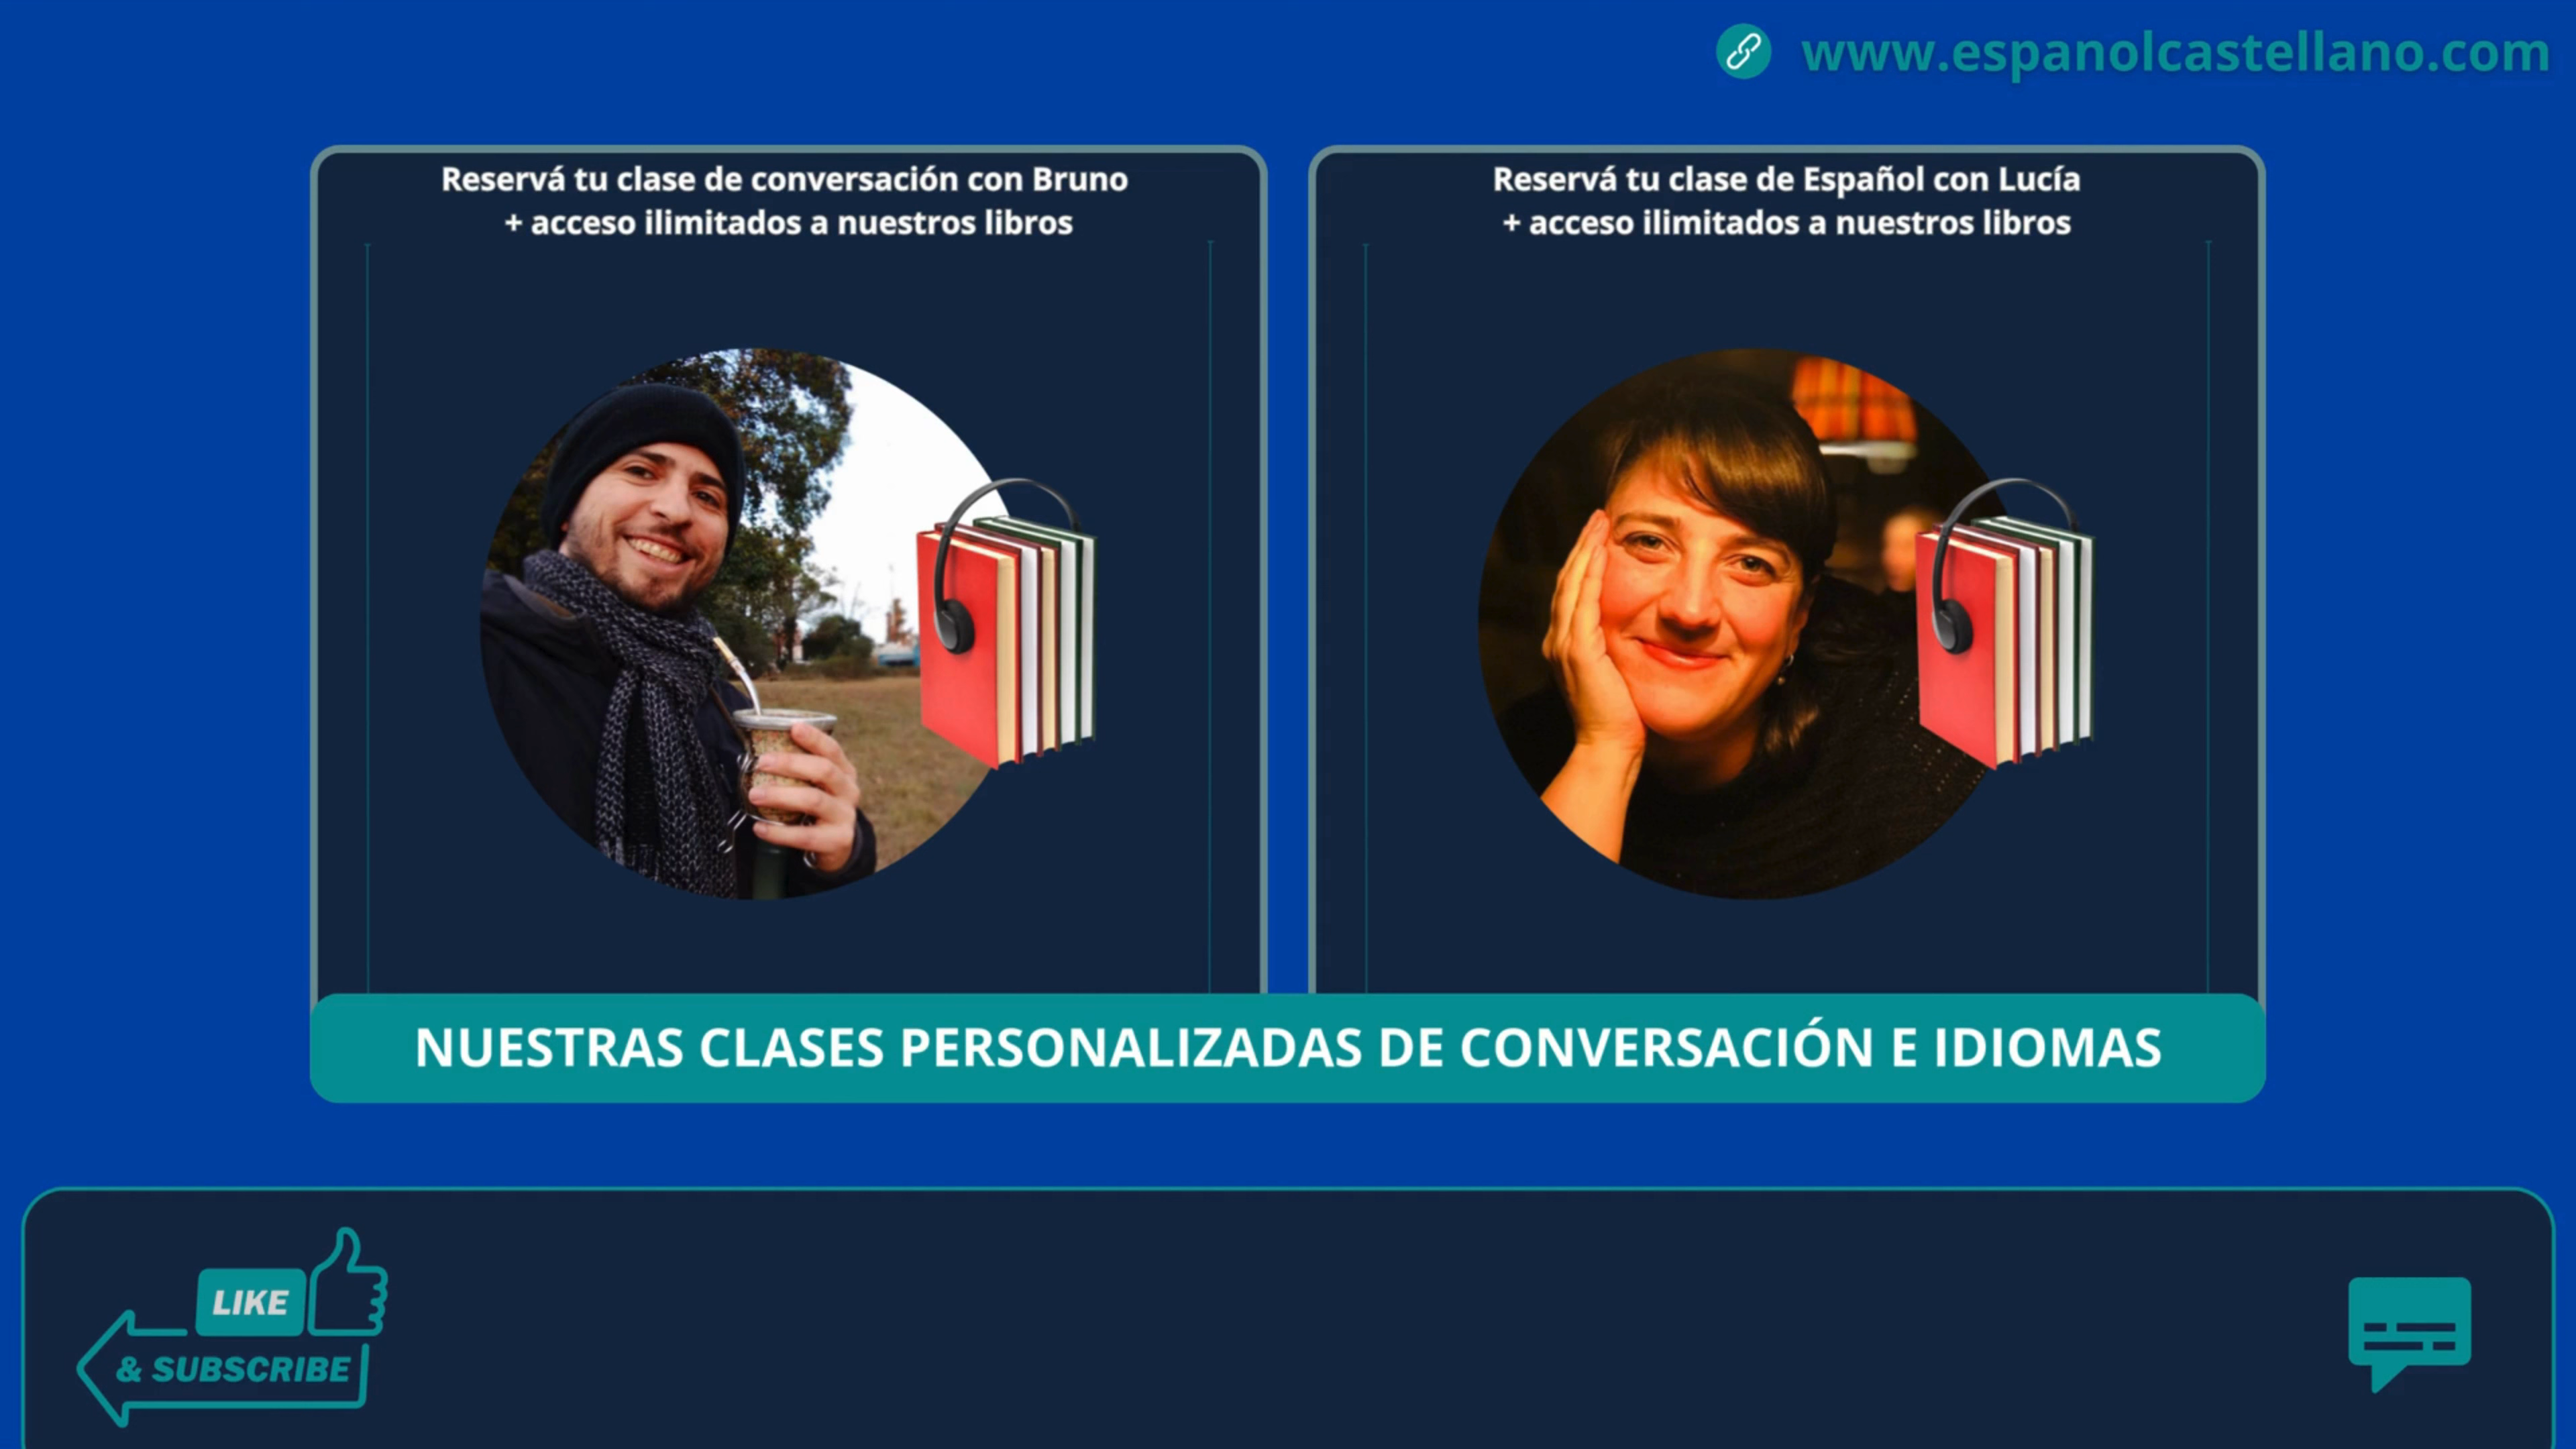 www.espanolcastellano.com
Reservá tu clase de conversación con Bruno
+ acceso ilimitados a nuestros libros
Reservá tu clase de Español con Lucía
+ acceso ilimitados a nuestros libros
NUESTRAS CLASES PERSONALIZADAS DE CONVERSACIÓN E IDIOMAS
LIKE
& SUBSCRIBE